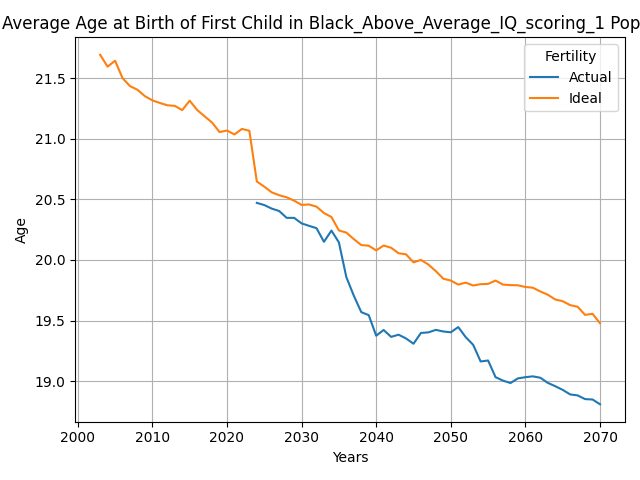 Average Age at Birth of First Child in Black_Above_Average_IQ_scoring_1 Pop
Fertility
Actual
Ideal
21.5
21.0
20.5
20.0
19.5
19.0
Age
2000 2010 2020 2030 2040 2050 2060 2070
Years